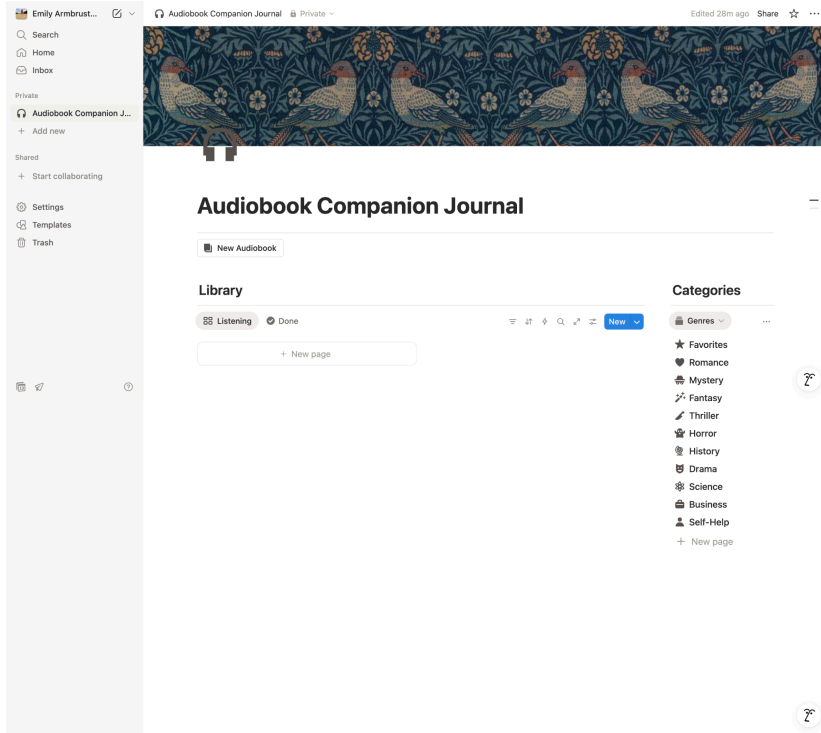 Emily Armbrust...
Search
Home
Inbox
Private
Audiobook Companion J...
Add new
Shared
Start collaborating
Settings
Templates
Trash
Audiobook Companion Journal Private
Edited 28m ago Share
Audiobook Companion Journal
New Audiobook
Library
Listening Done New
+ New page
Categories
Genres
Favorites
Romance
Mystery
Fantasy
Thriller
Horror
History
Drama
Science
Business
Self-Help
+ New page